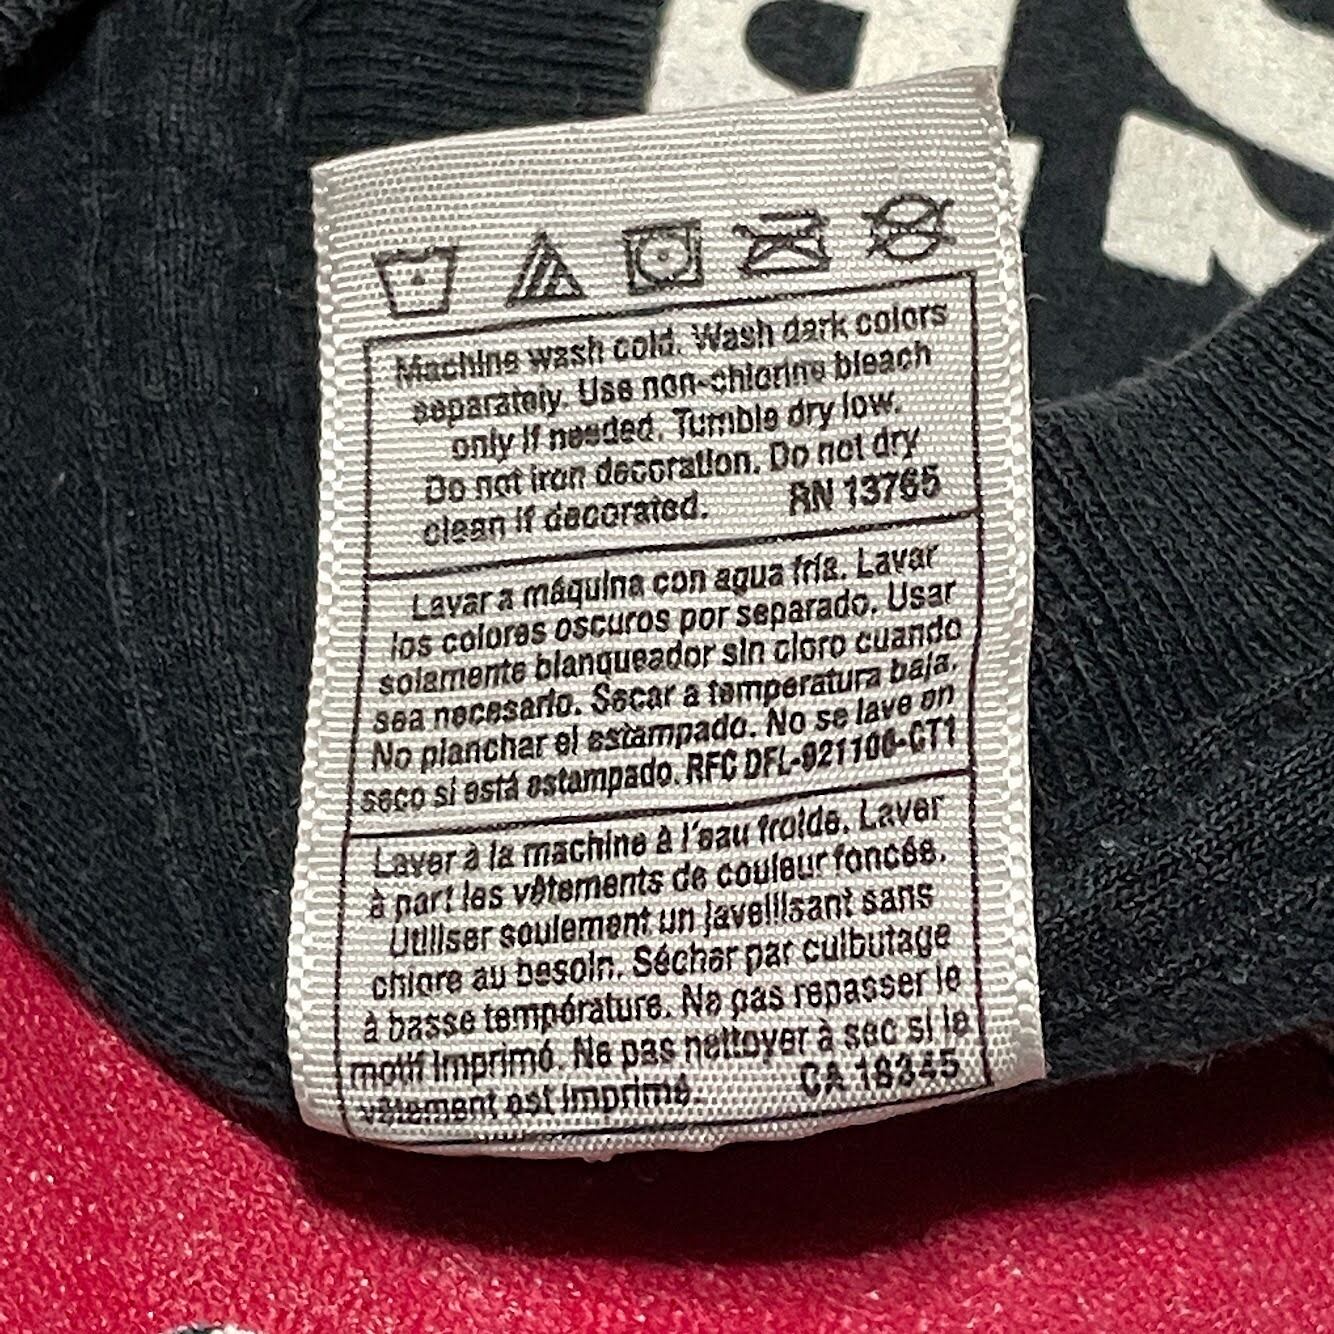 Machine wash cold. Wash dark colors
separately. Use non-chlorine bleach
only if needed. Tumble dry low.
Do not iron decoration. Do not dry
clean if decorated. RN 13765
Lavar a máquina con agua fría. Lavar
los colores oscuros por separado. Usar
solamente blanqueador sin cloro cuando
sea necesario. Secar a temperatura baja.
No planchar el estampado. No se lave en
seco si está estampado. RFC DFL-921106-CT1
Laver à la machine à l'eau froide. Laver
à part les vêtements de couleur foncée.
Utiliser soulement un javellisant sans
chlore au besoin. Sécher par culbutage
à basse température. Ne pas repasser le
motif imprimé. Ne pas nettoyer à sec si le
vêtement est imprimé. CA 18345